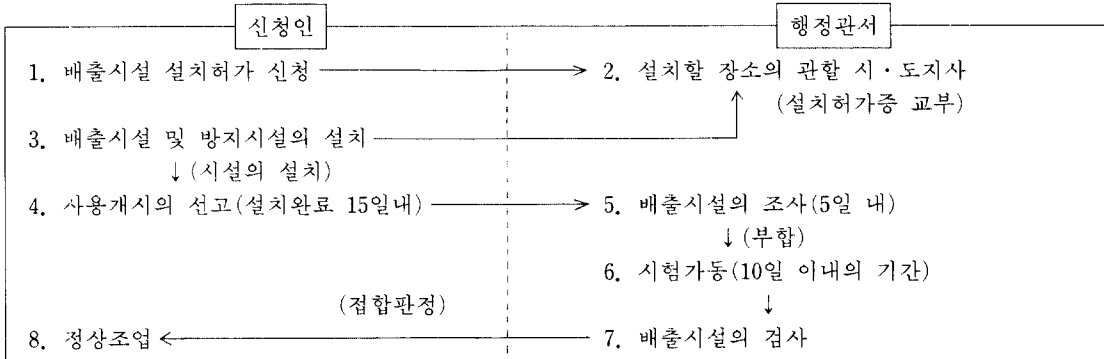 신청인 행정관서
1. 배출시설 설치허가 신청 → 2. 설치할 장소의 관할 시·도지사
(설치허가증 교부)
3. 배출시설 및 방지시설의 설치
↓(시설의 설치)
4. 사용개시의 선고(설치완료 15일내) → 5. 배출시설의 조사(5일 내)
↓(부합)
6. 시험가동(10일 이내의 기간)
(접합판정) ↓
8. 정상조업 ← 7. 배출시설의 검사